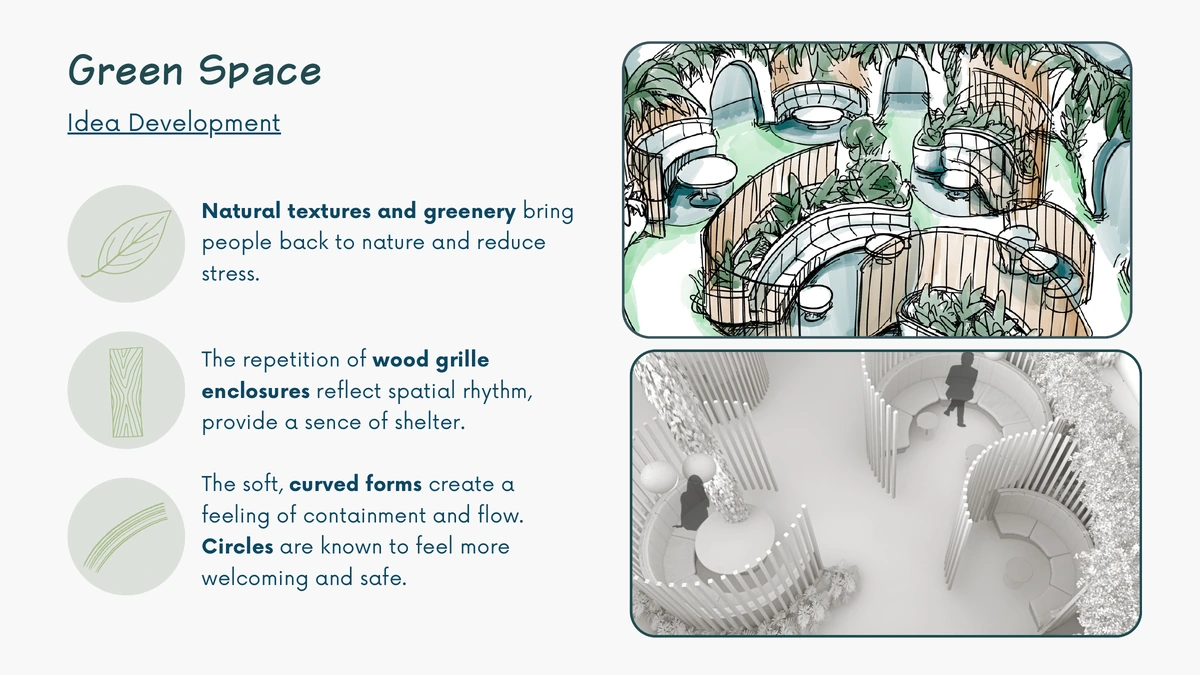 Green Space
Idea Development
Natural textures and greenery bring
people back to nature and reduce
stress.
The repetition of wood grille
enclosures reflect spatial rhythm,
provide a sence of shelter.
The soft, curved forms create a
feeling of containment and flow.
Circles are known to feel more
welcoming and safe.